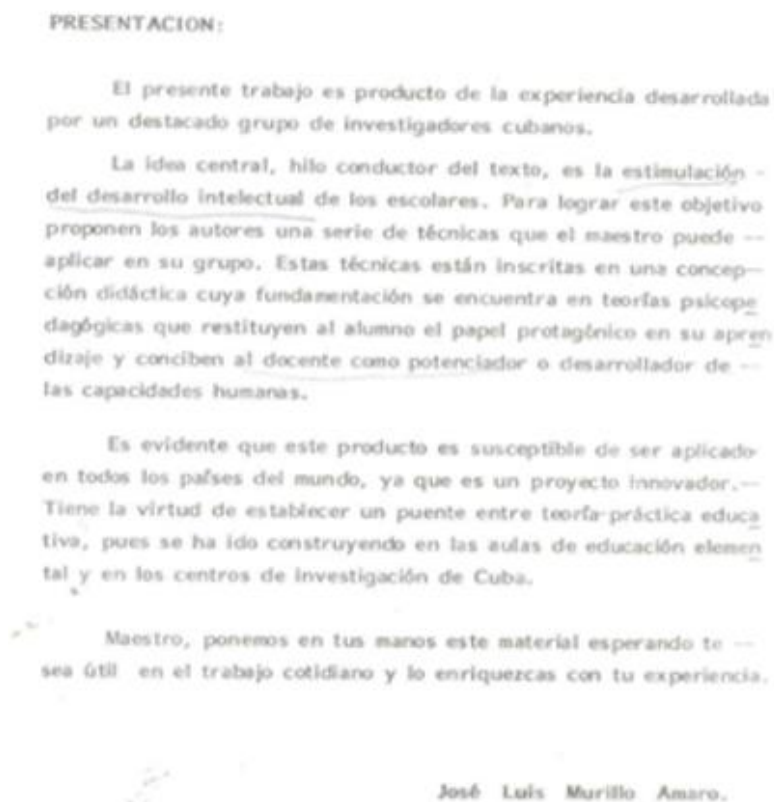 PRESENTACION:
El presente trabajo es producto de la experiencia desarrollada
por un destacado grupo de investigadores cubanos.
La idea central, hilo conductor del texto, es la estimulación -
del desarrollo intelectual de los escolares. Para lograr este objetivo
proponen los autores una serie de técnicas que el maestro puede --
aplicar en su grupo. Estas técnicas están inscritas en una concep-
ción didáctica cuya fundamentación se encuentra en teorías psicope
dagógicas que restituyen al alumno el papel protagónico en su apren
dizaje y conciben al docente como potenciador o desarrollador de --
las capacidades humanas.
Es evidente que este producto es susceptible de ser aplicado
en todos los países del mundo, ya que es un proyecto innovador.--
Tiene la virtud de establecer un puente entre teoría-práctica educa
tiva, pues se ha ido construyendo en las aulas de educación elemen
tal y en los centros de investigación de Cuba.
Maestro, ponemos en tus manos este material esperando te --
sea útil en el trabajo cotidiano y lo enriquezcas con tu experiencia.
José Luis Murillo Amaro.